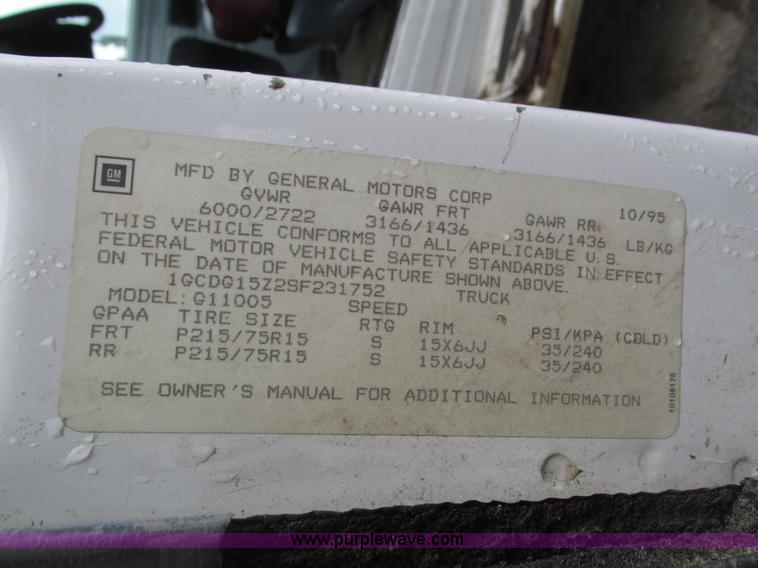 GM
MFD BY GENERAL MOTORS CORP 10/95
GVWR GAWR FRT GAWR RR
6000/2722 3166/1436 3166/1436 LB/KG
THIS VEHICLE CONFORMS TO ALL APPLICABLE U.S.
FEDERAL MOTOR VEHICLE SAFETY STANDARDS IN EFFECT
ON THE DATE OF MANUFACTURE SHOWN ABOVE.
1GCDG15Z2SF231752 TRUCK
MODEL: G11005 SPEED
GPAA TIRE SIZE RTG RIM PSI/KPA (COLD)
FRT P215/75R15 S 15X6JJ 35/240
RR P215/75R15 S 15X6JJ 35/240
SEE OWNER'S MANUAL FOR ADDITIONAL INFORMATION
10108175
www.purplewave.com